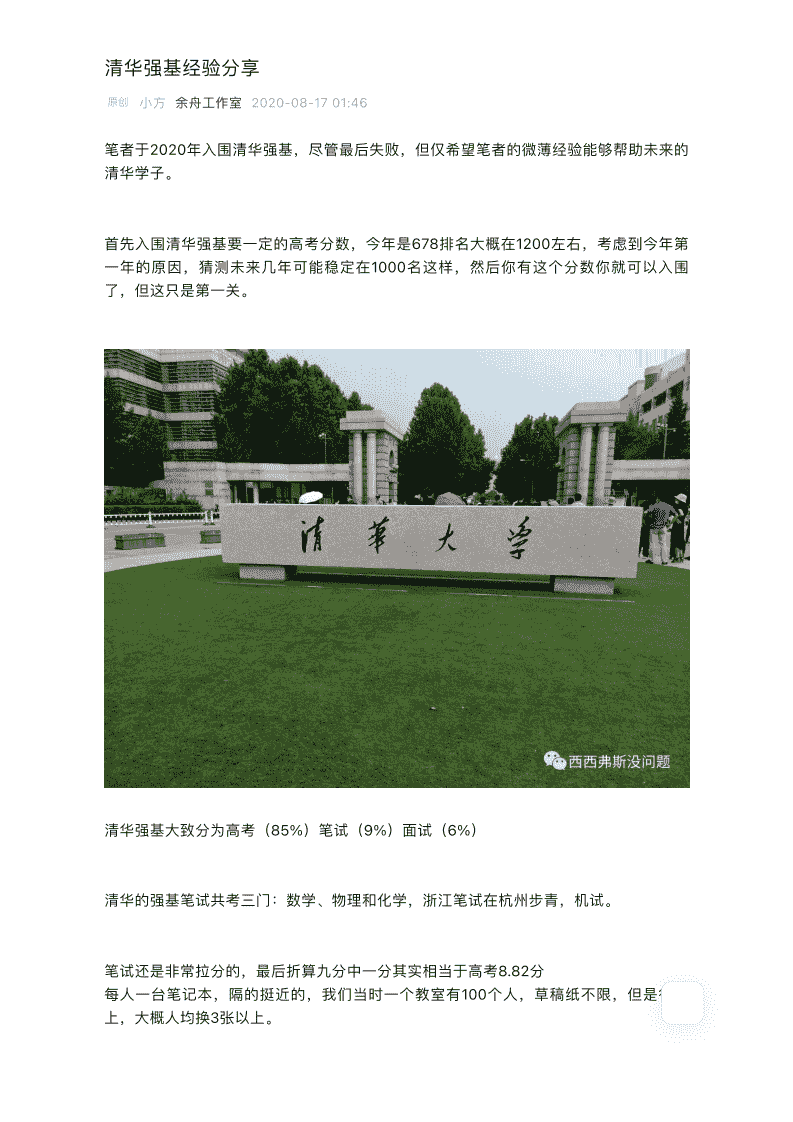 清华强基经验分享
原创 小方 余舟工作室 2020-08-17 01:46
笔者于2020年入围清华强基，尽管最后失败，但仅希望笔者的微薄经验能够帮助未来的
清华学子。
首先入围清华强基要一定的高考分数，今年是678排名大概在1200左右，考虑到今年第
一年的原因，猜测未来几年可能稳定在1000名这样，然后你有这个分数你就可以入围
了，但这只是第一关。
清華大学
西西弗斯没问题
清华强基大致分为高考（85%）笔试（9%）面试（6%）
清华的强基笔试共考三门：数学、物理和化学，浙江笔试在杭州步青，机试。
笔试还是非常拉分的，最后折算九分中一分其实相当于高考8.82分
每人一台笔记本，隔的挺近的，我们当时一个教室有100个人，草稿纸不限，但是
上，大概人均换3张以上。